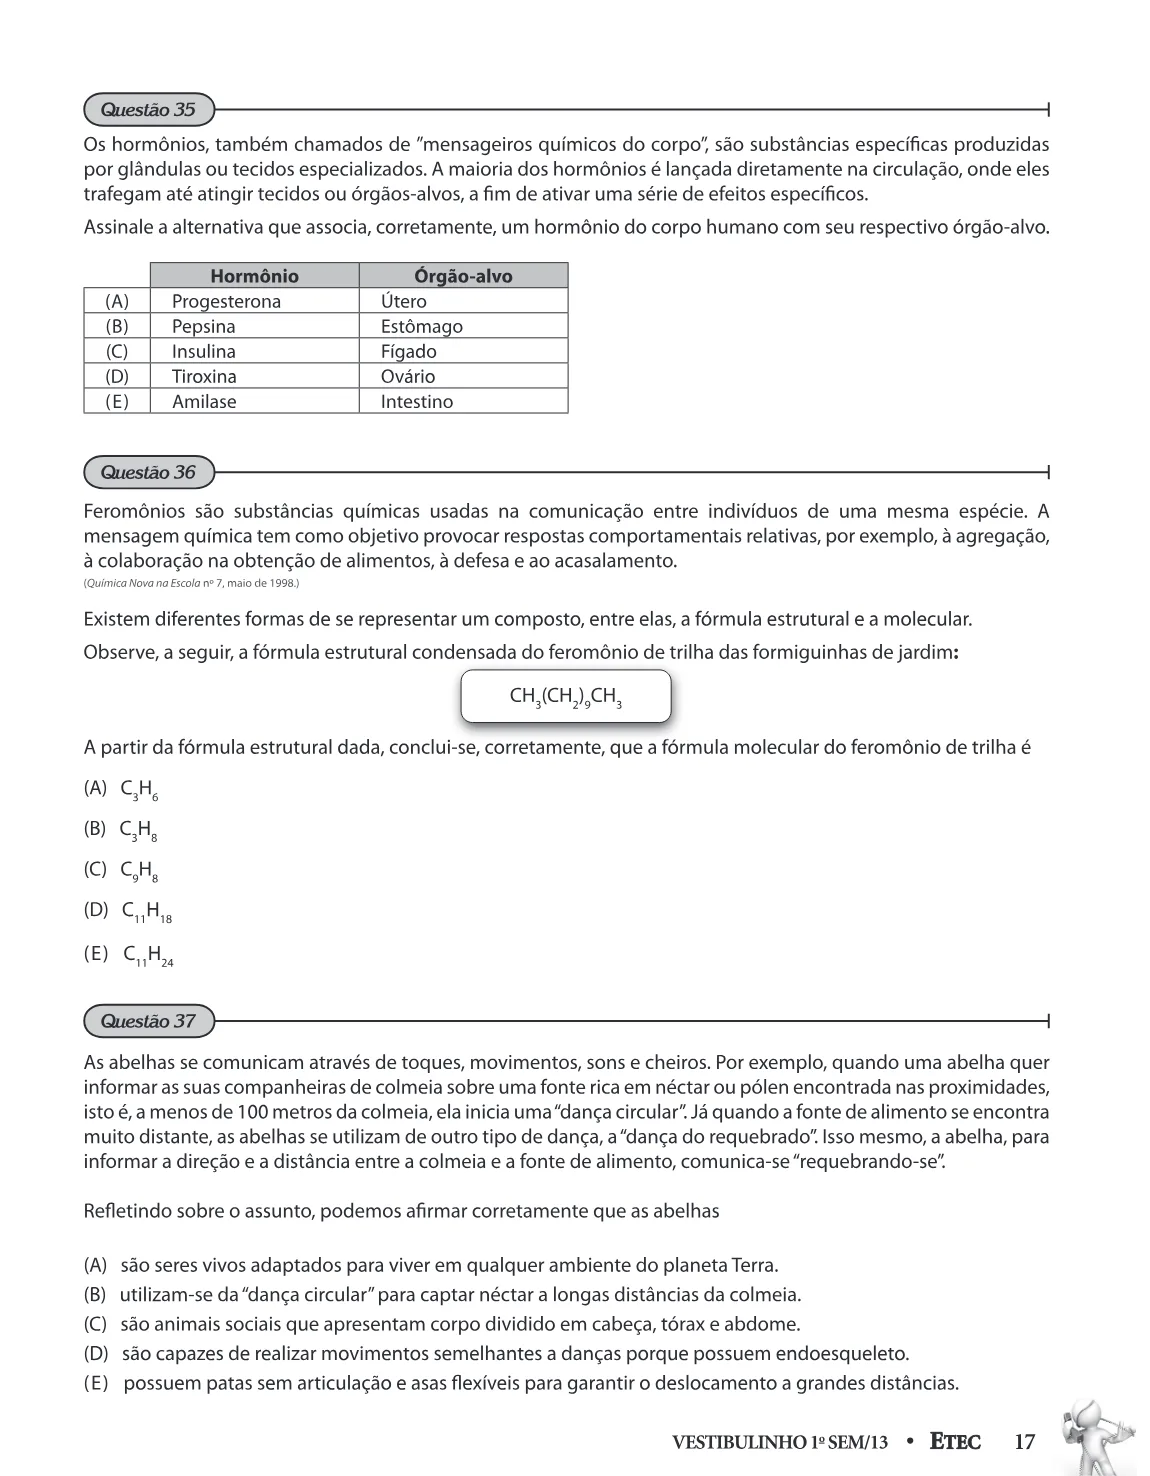 Questão 35
Os hormônios, também chamados de ”mensageiros químicos do corpo”, são substâncias específicas produzidas
por glândulas ou tecidos especializados. A maioria dos hormônios é lançada diretamente na circulação, onde eles
trafegam até atingir tecidos ou órgãos-alvos, a fim de ativar uma série de efeitos específicos.
Assinale a alternativa que associa, corretamente, um hormônio do corpo humano com seu respectivo órgão-alvo.
Hormônio Órgão-alvo
(A) Progesterona Útero
(B) Pepsina Estômago
(C) Insulina Fígado
(D) Tiroxina Ovário
(E) Amilase Intestino
Questão 36
Feromônios são substâncias químicas usadas na comunicação entre indivíduos de uma mesma espécie. A
mensagem química tem como objetivo provocar respostas comportamentais relativas, por exemplo, à agregação,
à colaboração na obtenção de alimentos, à defesa e ao acasalamento.
(Química Nova na Escola nº 7, maio de 1998.)
Existem diferentes formas de se representar um composto, entre elas, a fórmula estrutural e a molecular.
Observe, a seguir, a fórmula estrutural condensada do feromônio de trilha das formiguinhas de jardim:
CH₃(CH₂)₉CH₃
A partir da fórmula estrutural dada, conclui-se, corretamente, que a fórmula molecular do feromônio de trilha é
(A) C₃H₆
(B) C₃H₈
(C) C₉H₈
(D) C₁₁H₁₈
(E) C₁₁H₂₄
Questão 37
As abelhas se comunicam através de toques, movimentos, sons e cheiros. Por exemplo, quando uma abelha quer
informar as suas companheiras de colmeia sobre uma fonte rica em néctar ou pólen encontrada nas proximidades,
isto é, a menos de 100 metros da colmeia, ela inicia uma “dança circular”. Já quando a fonte de alimento se encontra
muito distante, as abelhas se utilizam de outro tipo de dança, a “dança do requebrado”. Isso mesmo, a abelha, para
informar a direção e a distância entre a colmeia e a fonte de alimento, comunica-se “requebrando-se”.
Refletindo sobre o assunto, podemos afirmar corretamente que as abelhas
(A) são seres vivos adaptados para viver em qualquer ambiente do planeta Terra.
(B) utilizam-se da “dança circular” para captar néctar a longas distâncias da colmeia.
(C) são animais sociais que apresentam corpo dividido em cabeça, tórax e abdome.
(D) são capazes de realizar movimentos semelhantes a danças porque possuem endoesqueleto.
(E) possuem patas sem articulação e asas flexíveis para garantir o deslocamento a grandes distâncias.
VESTIBULINHO 1º SEM/13 • ETEC 17